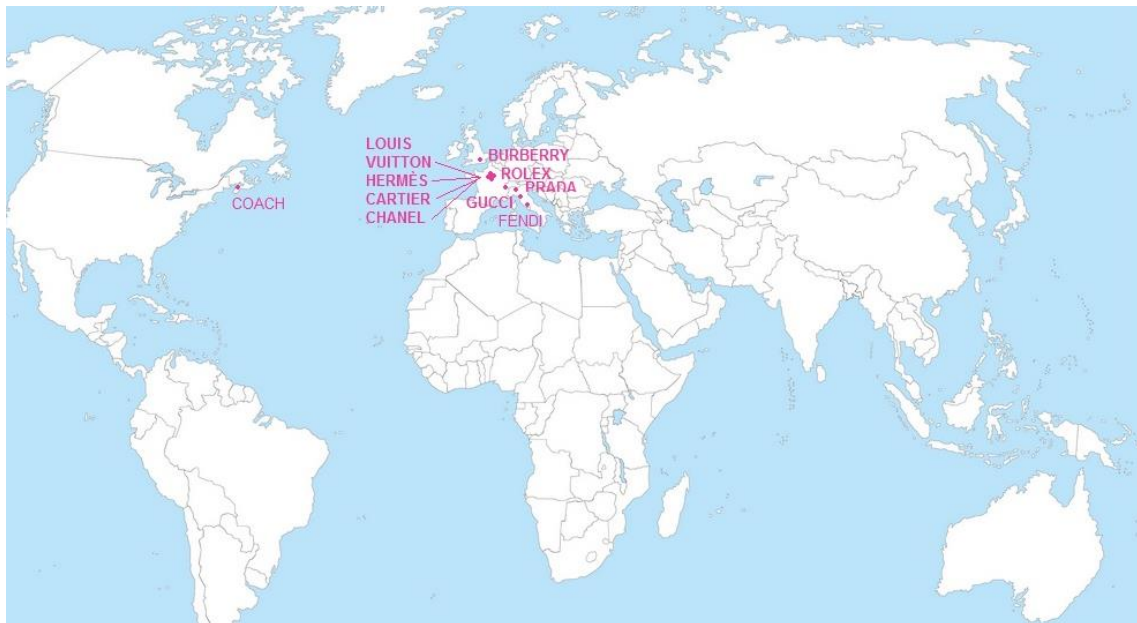 LOUIS
VUITTON
HERMÈS
CARTIER
CHANEL
BURBERRY
ROLEX
PRADA
GUCCI
FENDI
COACH